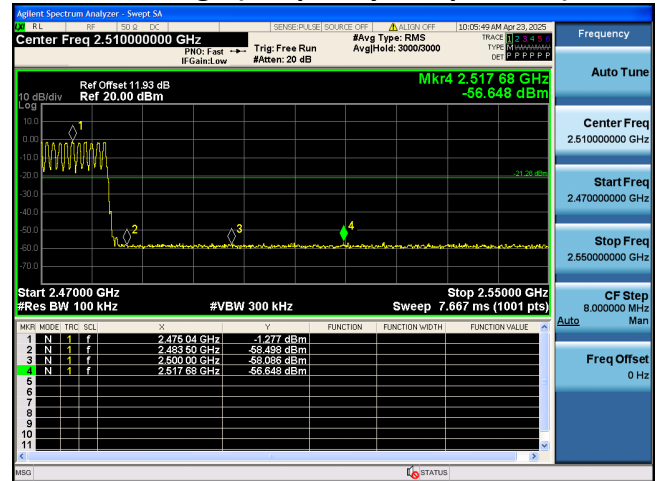 Agilent Spectrum Analyzer - Swept SA
RL RF 50 Ω DC SENSE:PULSE SOURCE OFF ALIGN OFF 10:05:49 AM Apr 23, 2025
Center Freq 2.510000000 GHz
PNO: Fast
IFGain:Low
Trig: Free Run
#Atten: 20 dB
#Avg Type: RMS
Avg|Hold: 3000/3000
TRACE 1 2 3 4 5 6
TYPE M
DET P P P P P P
Ref Offset 11.93 dB
10 dB/div Ref 20.00 dBm
Log
Mkr4 2.517 68 GHz
-56.648 dBm
10.0
0.00
-10.0
-20.0
-30.0
-40.0
-50.0
-60.0
-70.0
1
2
3
4
-21.28 dBm
Start 2.47000 GHz Stop 2.55000 GHz
#Res BW 100 kHz #VBW 300 kHz Sweep 7.667 ms (1001 pts)
MKR MODE TRC SCL X Y FUNCTION FUNCTION WIDTH FUNCTION VALUE
1 N 1 f 2.475 04 GHz -1.277 dBm
2 N 1 f 2.483 50 GHz -58.498 dBm
3 N 1 f 2.500 00 GHz -58.086 dBm
4 N 1 f 2.517 68 GHz -56.648 dBm
5
6
7
8
9
10
11
MSG STATUS
Frequency
Auto Tune
Center Freq
2.510000000 GHz
Start Freq
2.470000000 GHz
Stop Freq
2.550000000 GHz
CF Step
8.000000 MHz
Auto Man
Freq Offset
0 Hz